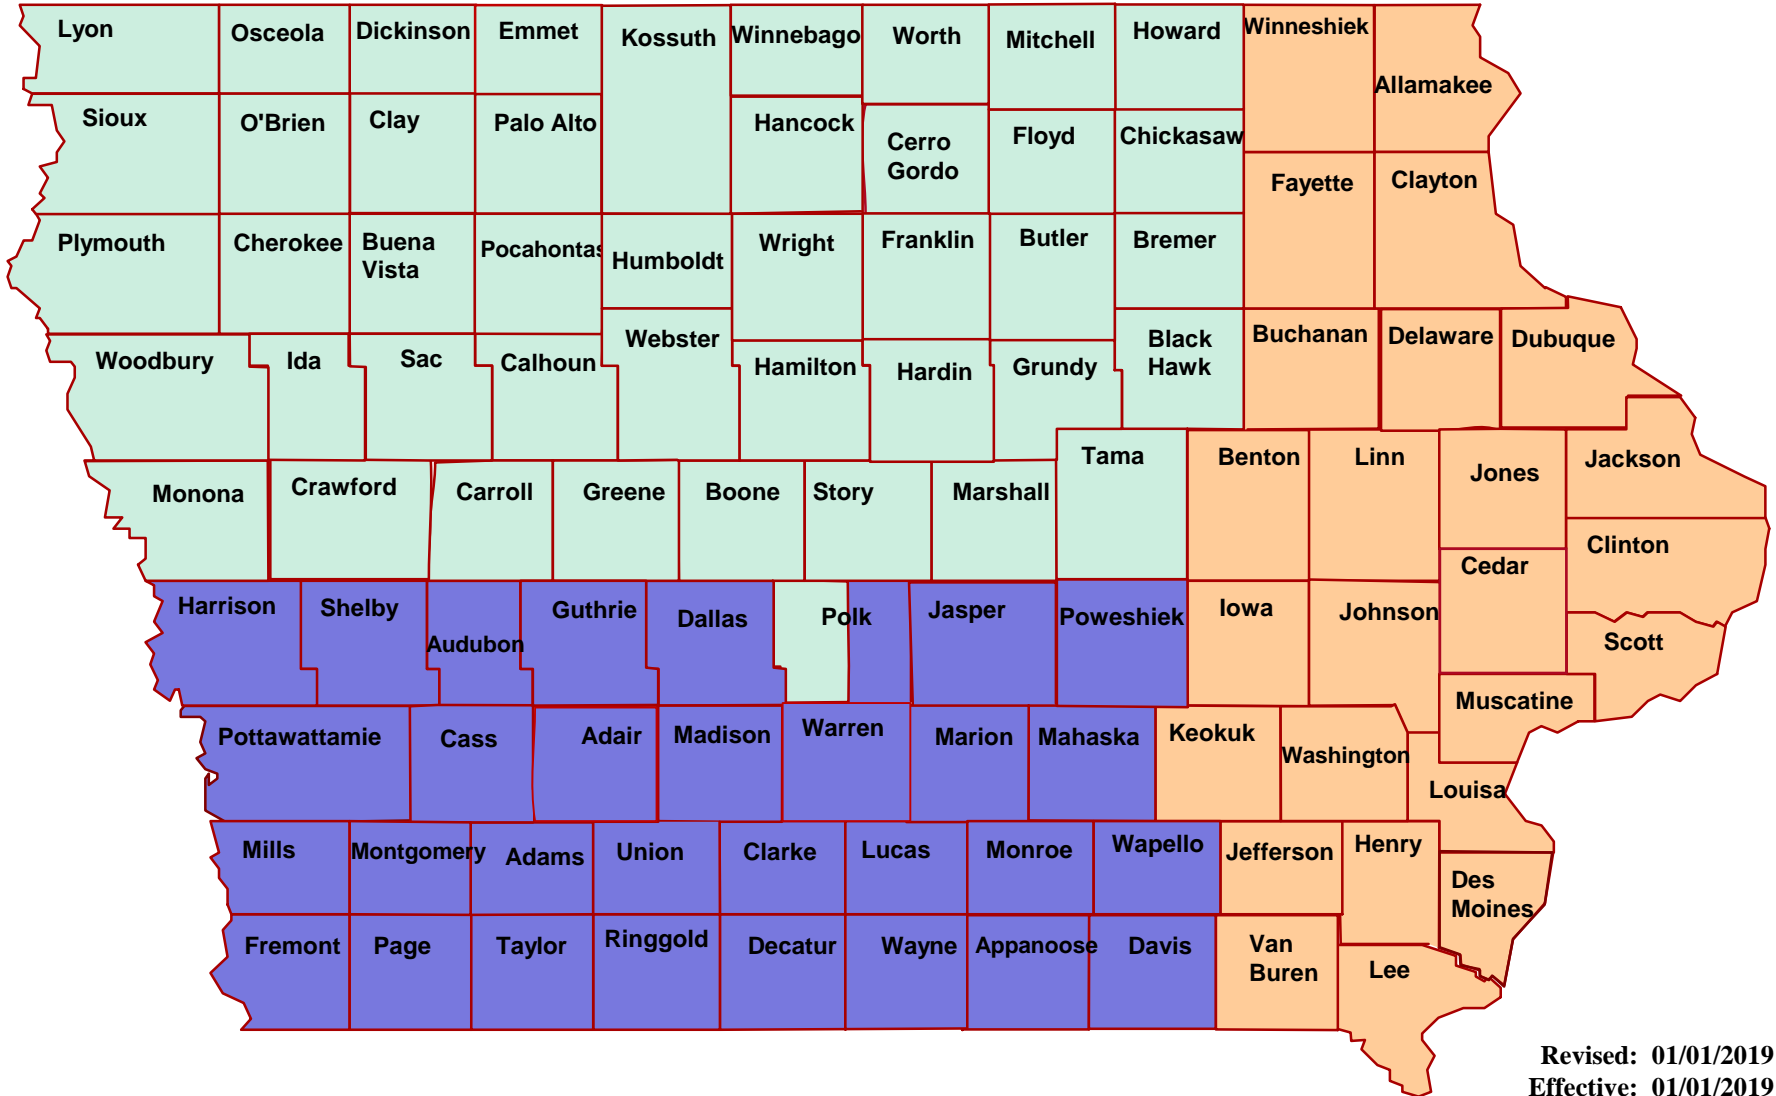 Lyon
Osceola
Dickinson
Emmet
Kossuth
Winnebago
Worth
Mitchell
Howard
Winneshiek
Allamakee
Sioux
O'Brien
Clay
Palo Alto
Hancock
Cerro
Gordo
Floyd
Chickasaw
Fayette
Clayton
Plymouth
Cherokee
Buena
Vista
Pocahontas
Humboldt
Wright
Franklin
Butler
Bremer
Woodbury
Ida
Sac
Calhoun
Webster
Hamilton
Hardin
Grundy
Black
Hawk
Buchanan
Delaware
Dubuque
Monona
Crawford
Carroll
Greene
Boone
Story
Marshall
Tama
Benton
Linn
Jones
Jackson
Clinton
Cedar
Harrison
Shelby
Audubon
Guthrie
Dallas
Polk
Jasper
Poweshiek
Iowa
Johnson
Scott
Muscatine
Pottawattamie
Cass
Adair
Madison
Warren
Marion
Mahaska
Keokuk
Washington
Louisa
Mills
Montgomery
Adams
Union
Clarke
Lucas
Monroe
Wapello
Jefferson
Henry
Des
Moines
Fremont
Page
Taylor
Ringgold
Decatur
Wayne
Appanoose
Davis
Van
Buren
Lee
Revised: 01/01/2019
Effective: 01/01/2019